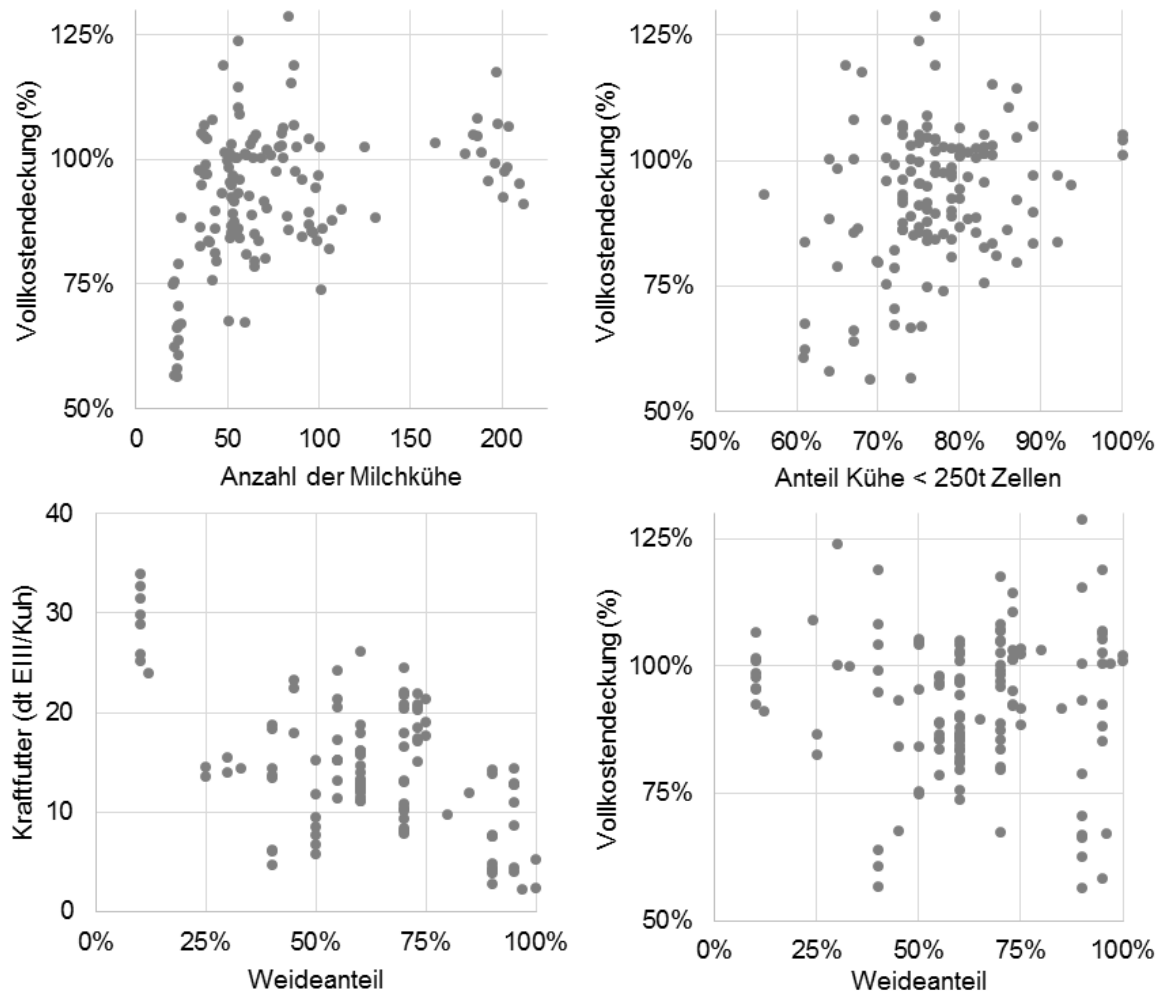 Vollkostendeckung (%)
125%
100%
75%
50%
0 50 100 150 200
Anzahl der Milchkühe
Vollkostendeckung (%)
125%
100%
75%
50%
50% 60% 70% 80% 90% 100%
Anteil Kühe < 250t Zellen
Kraftfutter (dt EIII/Kuh)
40
30
20
10
0
0% 25% 50% 75% 100%
Weideanteil
Vollkostendeckung (%)
125%
100%
75%
50%
0% 25% 50% 75% 100%
Weideanteil